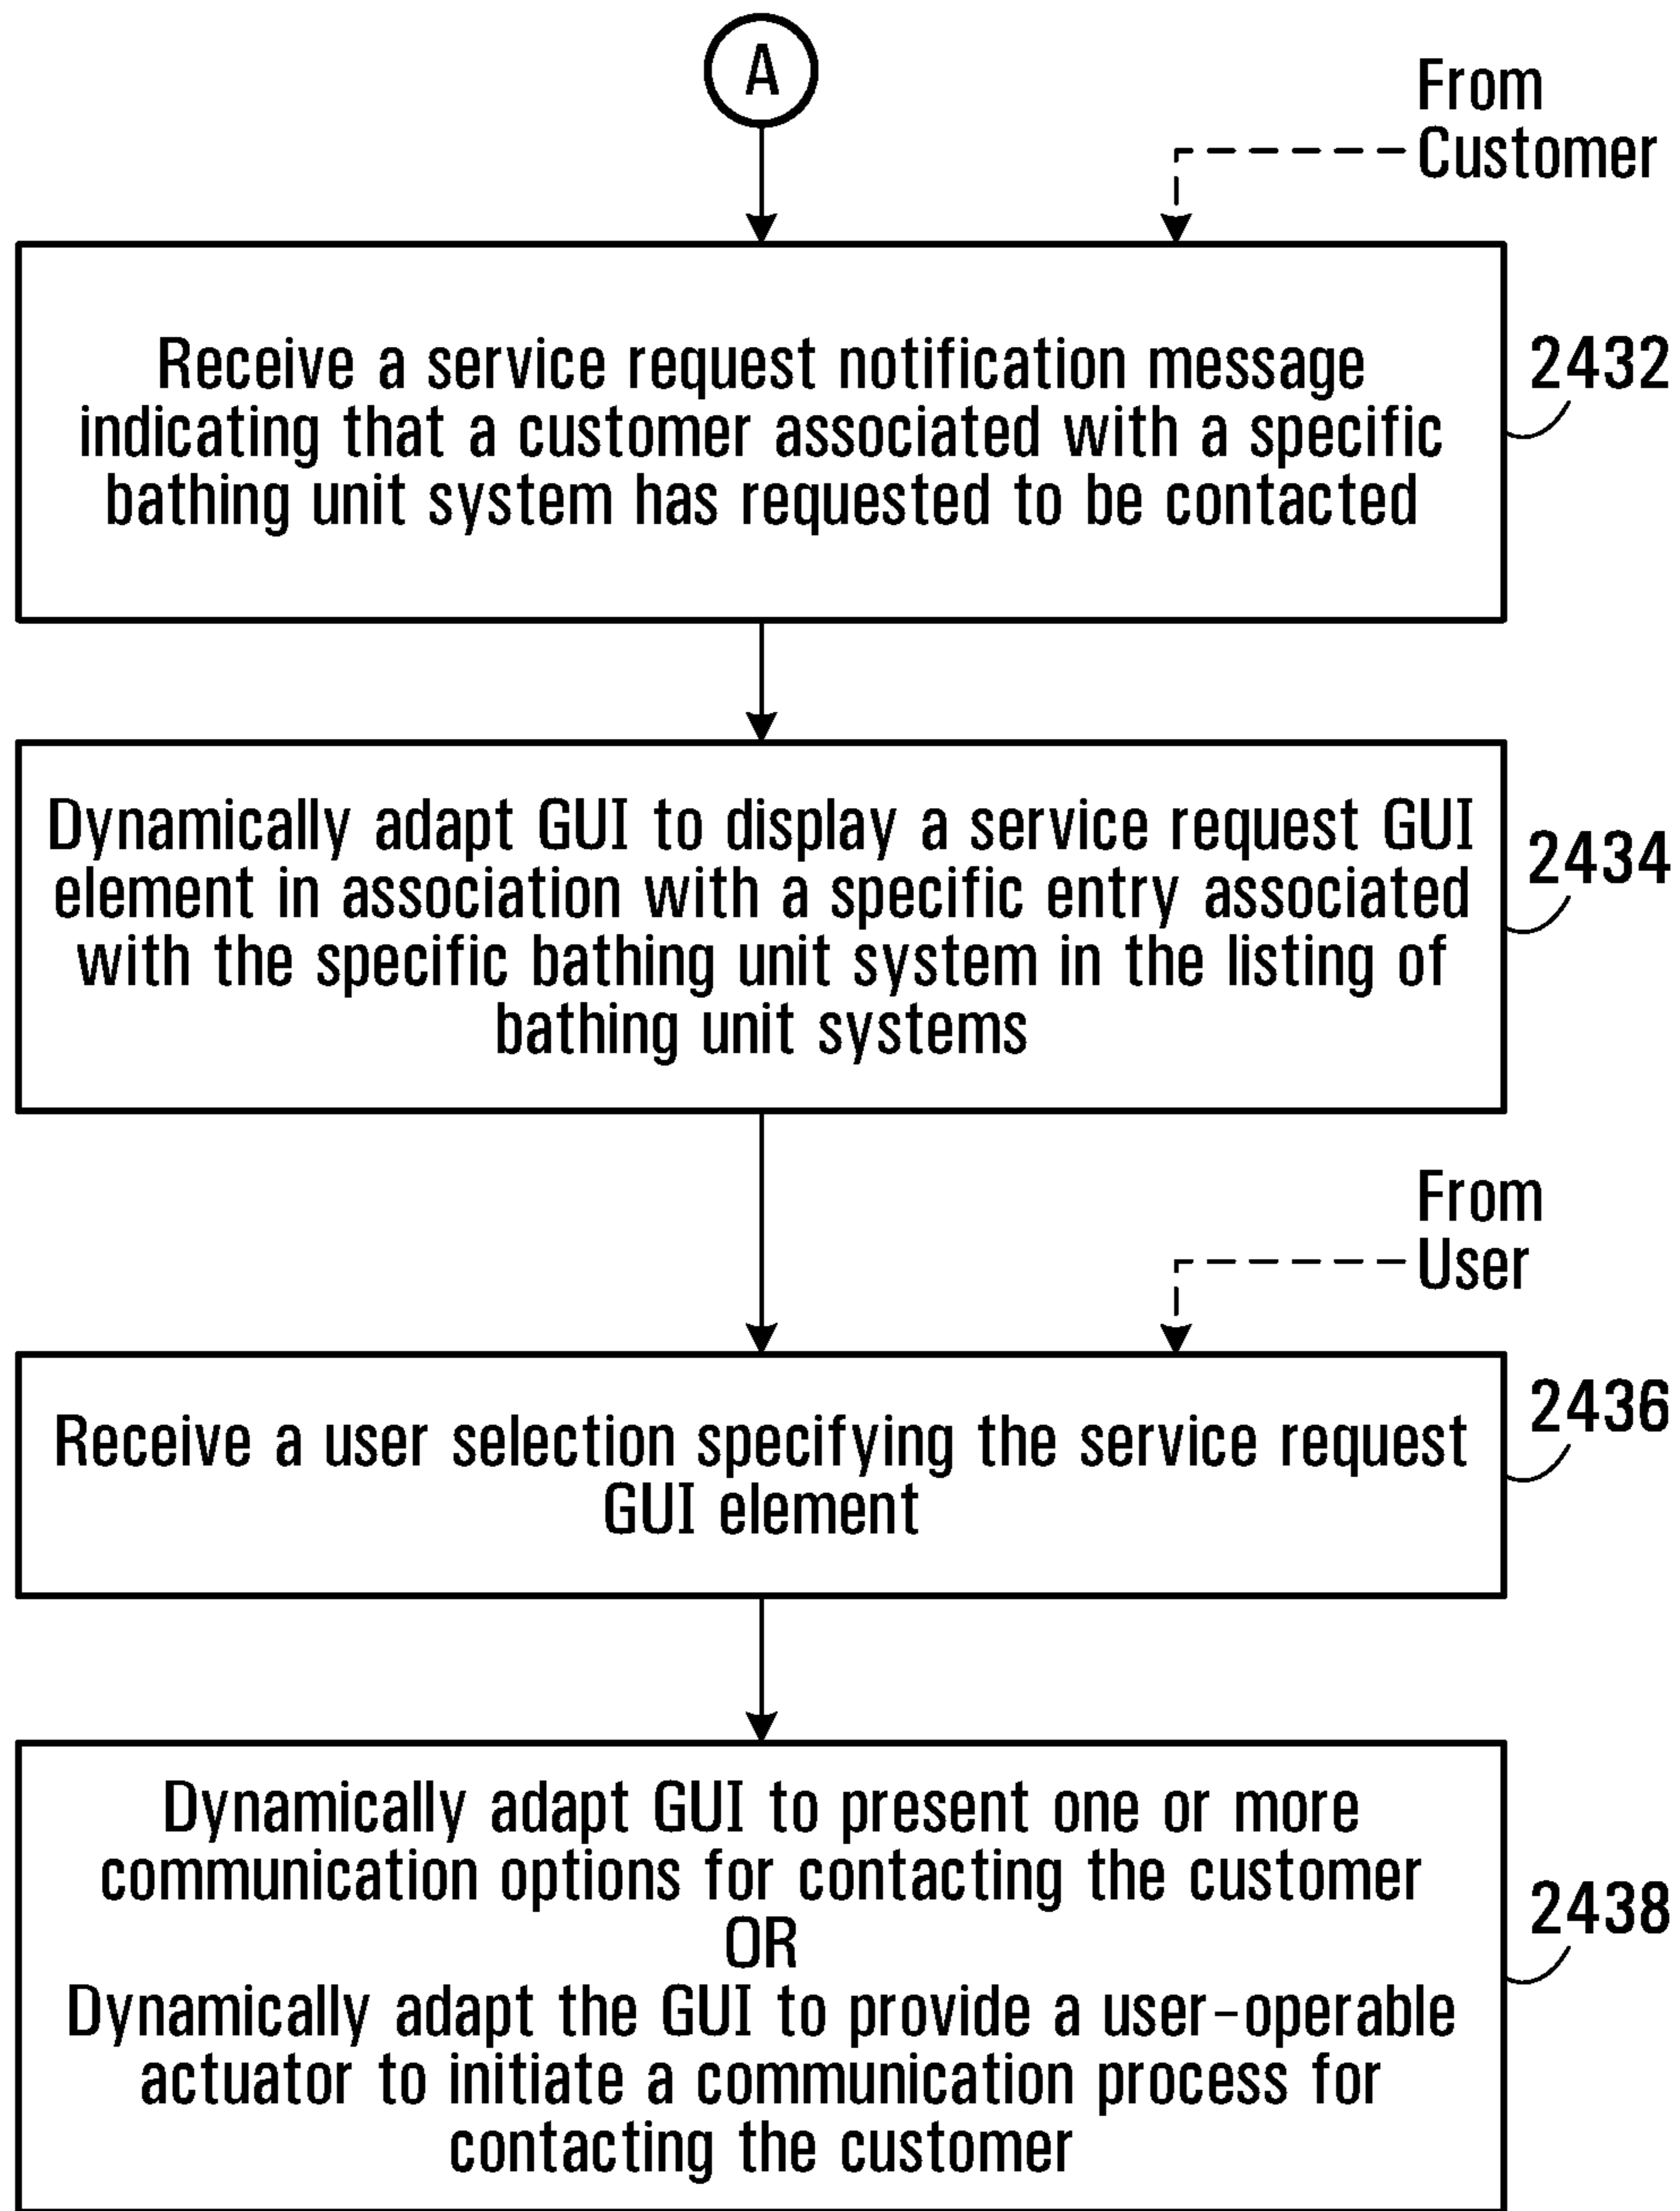 A
From
Customer
Receive a service request notification message
indicating that a customer associated with a specific
bathing unit system has requested to be contacted
2432
Dynamically adapt GUI to display a service request GUI
element in association with a specific entry associated
with the specific bathing unit system in the listing of
bathing unit systems
2434
From
User
Receive a user selection specifying the service request
GUI element
2436
Dynamically adapt GUI to present one or more
communication options for contacting the customer
OR
Dynamically adapt the GUI to provide a user-operable
actuator to initiate a communication process for
contacting the customer
2438